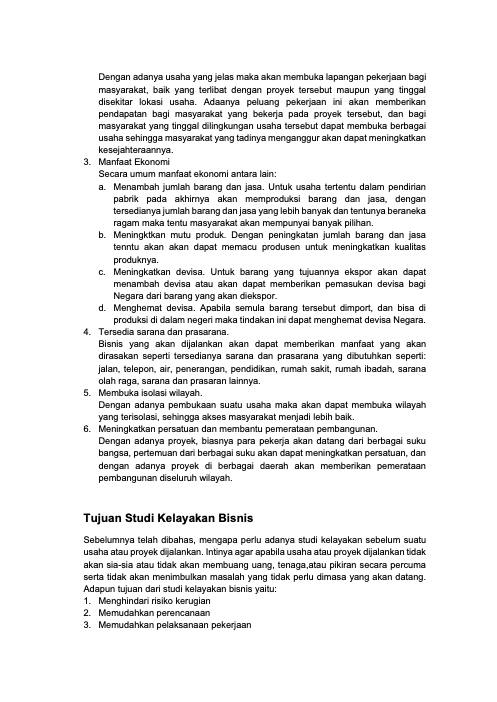 Dengan adanya usaha yang jelas maka akan membuka lapangan pekerjaan bagi
masyarakat, baik yang terlibat dengan proyek tersebut maupun yang tinggal
disekitar lokasi usaha. Adaanya peluang pekerjaan ini akan memberikan
pendapatan bagi masyarakat yang bekerja pada proyek tersebut, dan bagi
masyarakat yang tinggal dilingkungan usaha tersebut dapat membuka berbagai
usaha sehingga masyarakat yang tadinya menganggur akan dapat meningkatkan
kesejahteraannya.
3. Manfaat Ekonomi
Secara umum manfaat ekonomi antara lain:
a. Menambah jumlah barang dan jasa. Untuk usaha tertentu dalam pendirian
pabrik pada akhirnya akan memproduksi barang dan jasa, dengan
tersedianya jumlah barang dan jasa yang lebih banyak dan tentunya beraneka
ragam maka tentu masyarakat akan mempunyai banyak pilihan.
b. Meningktkan mutu produk. Dengan peningkatan jumlah barang dan jasa
tenntu akan akan dapat memacu produsen untuk meningkatkan kualitas
produknya.
c. Meningkatkan devisa. Untuk barang yang tujuannya ekspor akan dapat
menambah devisa atau akan dapat memberikan pemasukan devisa bagi
Negara dari barang yang akan diekspor.
d. Menghemat devisa. Apabila semula barang tersebut dimport, dan bisa di
produksi di dalam negeri maka tindakan ini dapat menghemat devisa Negara.
4. Tersedia sarana dan prasarana.
Bisnis yang akan dijalankan akan dapat memberikan manfaat yang akan
dirasakan seperti tersedianya sarana dan prasarana yang dibutuhkan seperti:
jalan, telepon, air, penerangan, pendidikan, rumah sakit, rumah ibadah, sarana
olah raga, sarana dan prasaran lainnya.
5. Membuka isolasi wilayah.
Dengan adanya pembukaan suatu usaha maka akan dapat membuka wilayah
yang terisolasi, sehingga akses masyarakat menjadi lebih baik.
6. Meningkatkan persatuan dan membantu pemerataan pembangunan.
Dengan adanya proyek, biasnya para pekerja akan datang dari berbagai suku
bangsa, pertemuan dari berbagai suku akan dapat meningkatkan persatuan, dan
dengan adanya proyek di berbagai daerah akan memberikan pemerataan
pembangunan diseluruh wilayah.
Tujuan Studi Kelayakan Bisnis
Sebelumnya telah dibahas, mengapa perlu adanya studi kelayakan sebelum suatu
usaha atau proyek dijalankan. Intinya agar apabila usaha atau proyek dijalankan tidak
akan sia-sia atau tidak akan membuang uang, tenaga,atau pikiran secara percuma
serta tidak akan menimbulkan masalah yang tidak perlu dimasa yang akan datang.
Adapun tujuan dari studi kelayakan bisnis yaitu:
1. Menghindari risiko kerugian
2. Memudahkan perencanaan
3. Memudahkan pelaksanaan pekerjaan